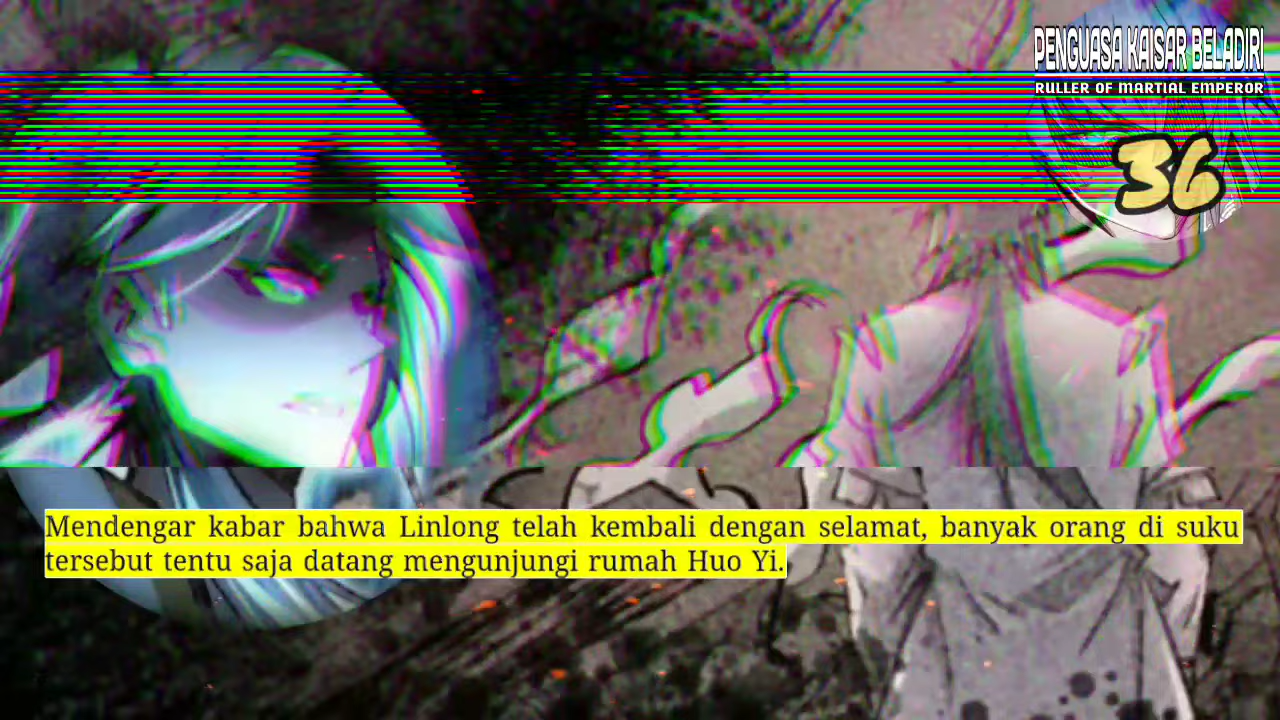 PENGUASA KAISAR BELADIRI
RULLER OF MARTIAL EMPEROR
36
Mendengar kabar bahwa Linlong telah kembali dengan selamat, banyak orang di suku
tersebut tentu saja datang mengunjungi rumah Huo Yi.